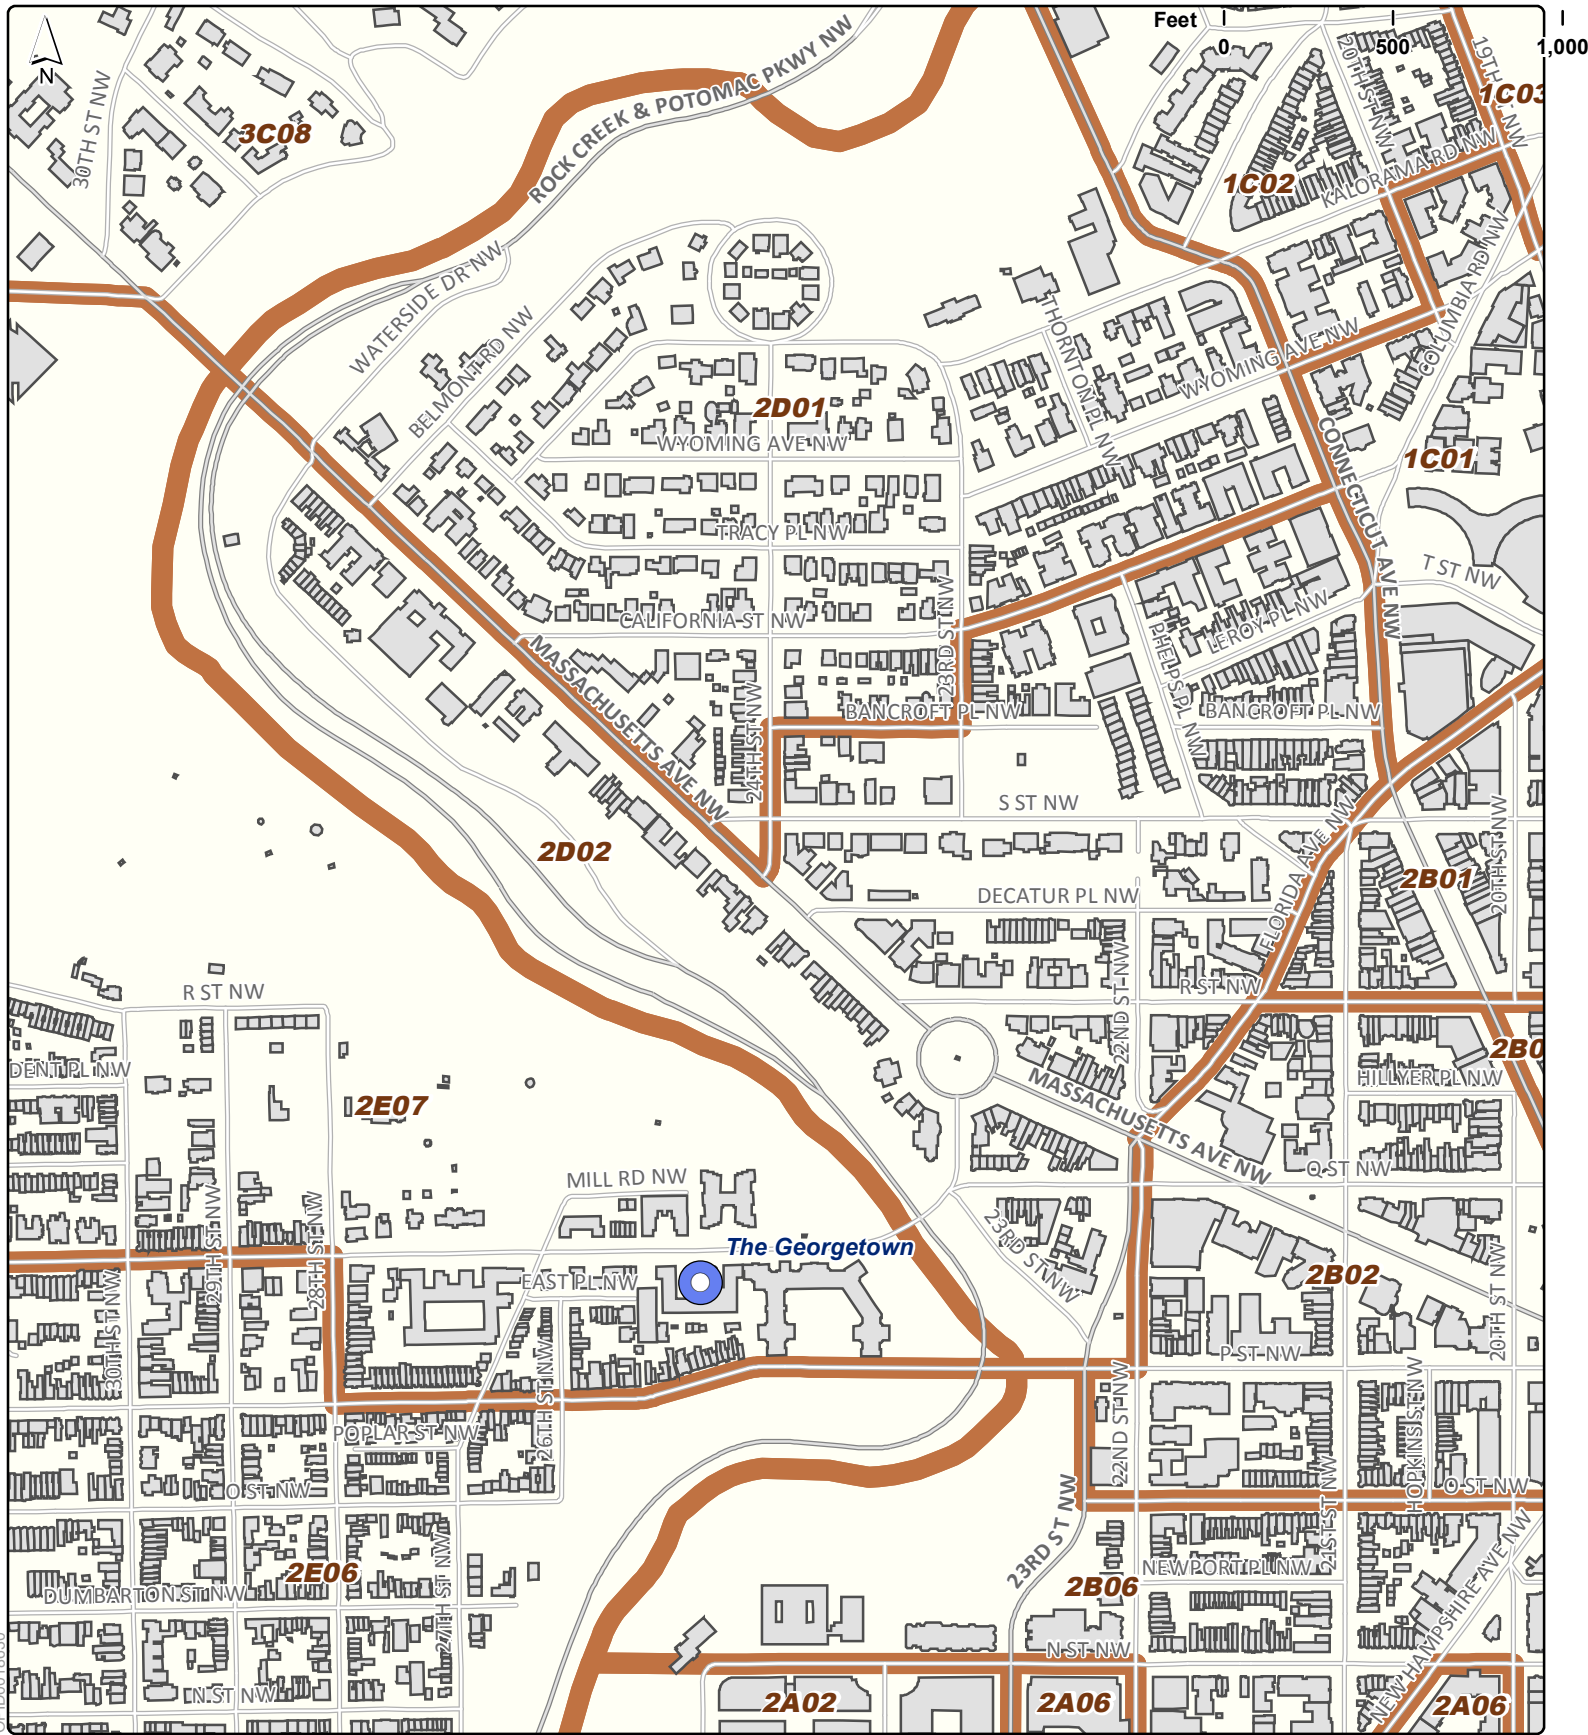 Feet
0
500
1,000
N
30TH ST NW
3C08
ROCK CREEK & POTOMAC PKWY NW
20TH ST NW
19TH ST NW
1C03
1C02
KALORAMA RD NW
WATERSIDE DR NW
BELMONT RD NW
THORNTON PL NW
COLUMBIA RD NW
WYOMING AVE NW
2D01
WYOMING AVE NW
CONNECTICUT AVE NW
1C01
TRACY PL NW
T ST NW
CALIFORNIA ST NW
23RD ST NW
LEROY PL NW
PHELPS PL NW
MASSACHUSETTS AVE NW
24TH ST NW
BANCROFT PL NW
BANCROFT PL NW
S ST NW
2D02
FLORIDA AVE NW
20TH ST NW
2B01
DECATUR PL NW
22ND ST NW
R ST NW
R ST NW
DENT PL NW
2B0
HILLYER PL NW
MASSACHUSETTS AVE NW
2E07
Q ST NW
MILL RD NW
29TH ST NW
28TH ST NW
23RD ST NW
The Georgetown
2B02
EAST PL NW
30TH ST NW
20TH ST NW
P ST NW
26TH ST NW
22ND ST NW
HOPKINS ST NW
POPLAR ST NW
O ST NW
O ST NW
21ST ST NW
23RD ST NW
27TH ST NW
NEWPORT PL NW
2E06
2B06
DUMBARTON ST NW
NEW HAMPSHIRE AVE NW
N ST NW
N ST NW
2A02
2A06
2A06